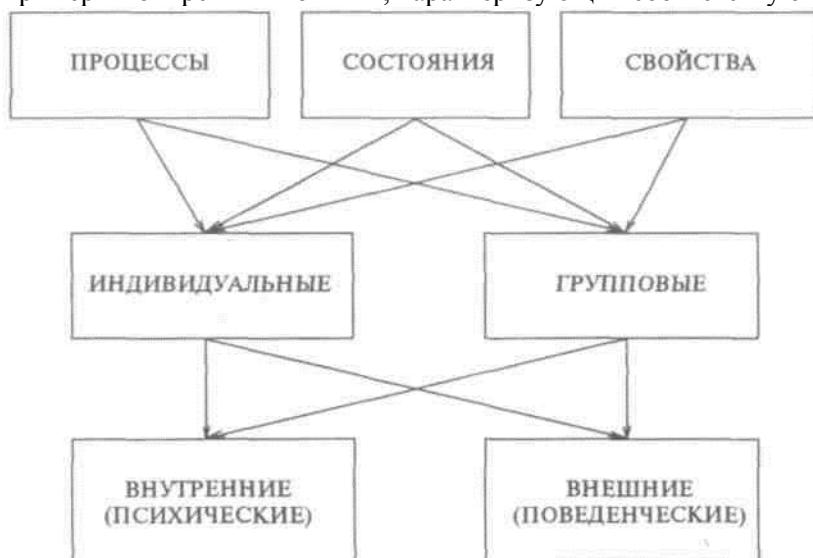 ПРОЦЕССЫ
СОСТОЯНИЯ
СВОЙСТВА
ИНДИВИДУАЛЬНЫЕ
ГРУППОВЫЕ
ВНУТРЕННИЕ
(ПСИХИЧЕСКИЕ)
ВНЕШНИЕ
(ПОВЕДЕНЧЕСКИЕ)